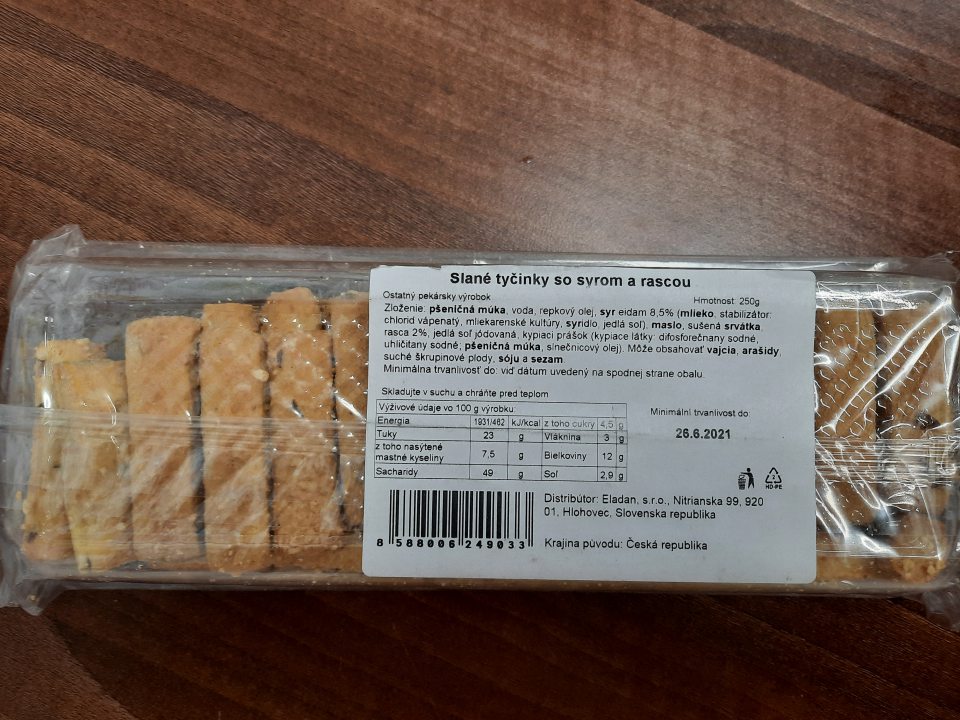 Slané tyčinky so syrom a rascou
Ostatný pekársky výrobok
Hmotnosť: 250g
Zloženie: pšeničná múka, voda, repkový olej, syr eidam 8,5% (mlieko, stabilizátor:
chlorid vápenatý, mliekarenské kultúry, syridlo, jedlá soľ), maslo, sušená srvátka,
rasca 2%, jedlá soľ jódovaná, kypiaci prášok (kypiace látky: difosforečnany sodné,
uhličitany sodné; pšeničná múka, slnečnicový olej). Môže obsahovať vajcia, arašidy,
suché škrupinové plody, sóju a sezam.
Minimálna trvanlivosť do: viď dátum uvedený na spodnej strane obalu.
Skladujte v suchu a chráňte pred teplom
Výživové údaje vo 100 g výrobku:
Energia 1931/462 kJ/kcal z toho cukry 4,5 g
Tuky 23 g Vláknina 3 g
z toho nasýtené
mastné kyseliny 7,5 g Bielkoviny 12 g
Sacharidy 49 g Soľ 2,9 g
Minimální trvanlivost do:
26.6.2021
2
HD-PE
Distribútor: Eladan, s.r.o., Nitrianska 99, 920
01, Hlohovec, Slovenska republika
Krajina pùvodu: Česká republika
8 588006 249033